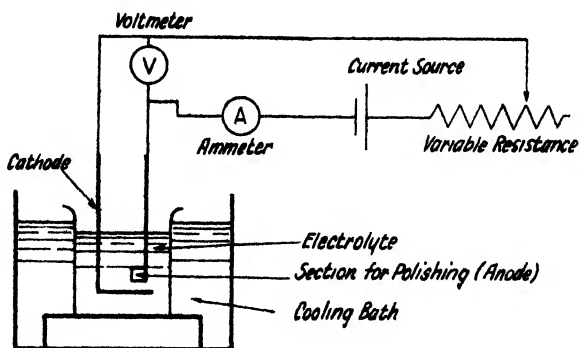 Voltmeter
V
Current Source
A
Ammeter
Variable Resistance
Cathode
Electrolyte
Section for Polishing (Anode)
Cooling Bath